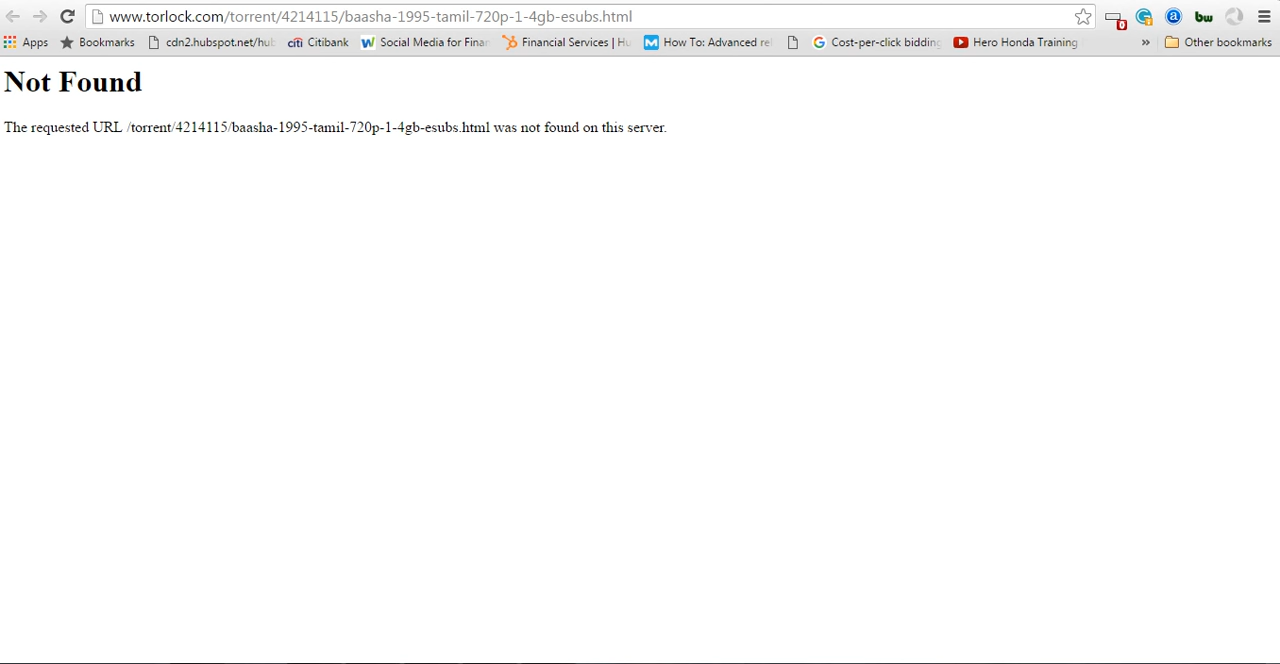 www.torlock.com/torrent/4214115/baasha-1995-tamil-720p-1-4gb-esubs.html
Apps Bookmarks cdn2.hubspot.net/hub citi Citibank W Social Media for Finan Financial Services | Hu M How To: Advanced re G Cost-per-click bidding Hero Honda Training » Other bookmarks
Not Found
The requested URL /torrent/4214115/baasha-1995-tamil-720p-1-4gb-esubs.html was not found on this server.